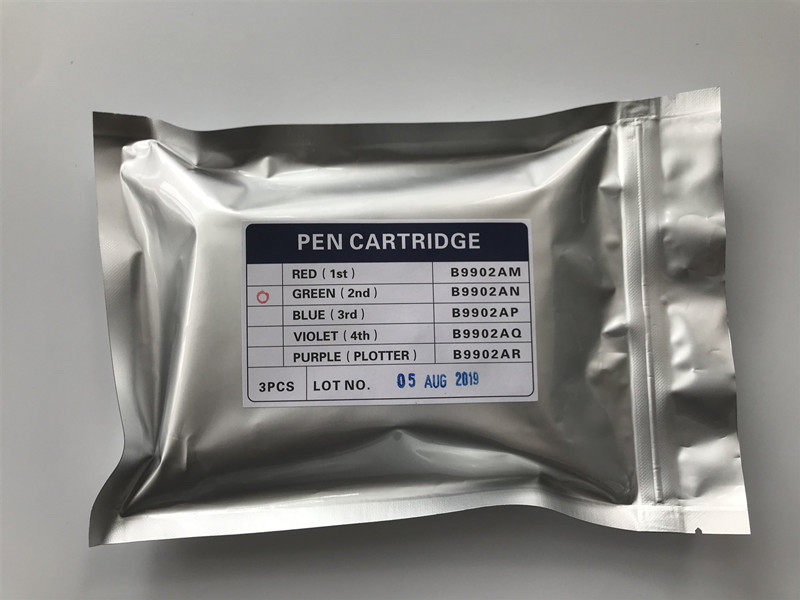 PEN CARTRIDGE
RED ( 1st ) B9902AM
GREEN ( 2nd ) B9902AN
BLUE ( 3rd ) B9902AP
VIOLET ( 4th ) B9902AQ
PURPLE ( PLOTTER ) B9902AR
3PCS LOT NO. 05 AUG 2019